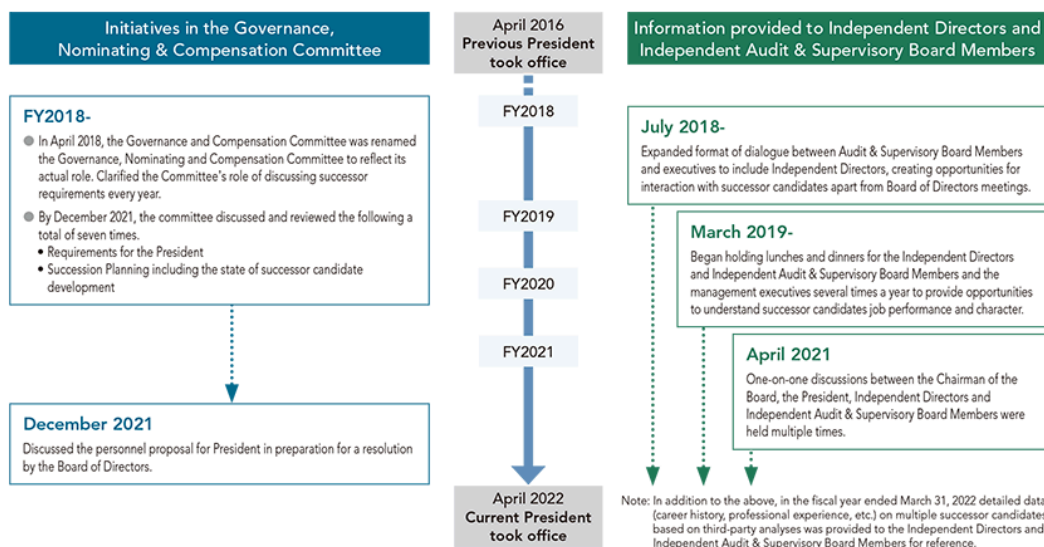 Initiatives in the Governance,
Nominating & Compensation Committee
FY2018-
In April 2018, the Governance and Compensation Committee was renamed
the Governance, Nominating and Compensation Committee to reflect its
actual role. Clarified the Committee's role of discussing successor
requirements every year.
By December 2021, the committee discussed and reviewed the following a
total of seven times.
• Requirements for the President
• Succession Planning including the state of successor candidate
development
December 2021
Discussed the personnel proposal for President in preparation for a resolution
by the Board of Directors.
April 2016
Previous President
took office
FY2018
FY2019
FY2020
FY2021
April 2022
Current President
took office
Information provided to Independent Directors and
Independent Audit & Supervisory Board Members
July 2018-
Expanded format of dialogue between Audit & Supervisory Board Members
and executives to include Independent Directors, creating opportunities for
interaction with successor candidates apart from Board of Directors meetings.
March 2019-
Began holding lunches and dinners for the Independent Directors
and Independent Audit & Supervisory Board Members and the
management executives several times a year to provide opportunities
to understand successor candidates job performance and character.
April 2021
One-on-one discussions between the Chairman of the
Board, the President, Independent Directors and
Independent Audit & Supervisory Board Members were
held multiple times.
Note: In addition to the above, in the fiscal year ended March 31, 2022 detailed data
(career history, professional experience, etc.) on multiple successor candidates
based on third-party analyses was provided to the Independent Directors and
Independent Audit & Supervisory Board Members for reference.